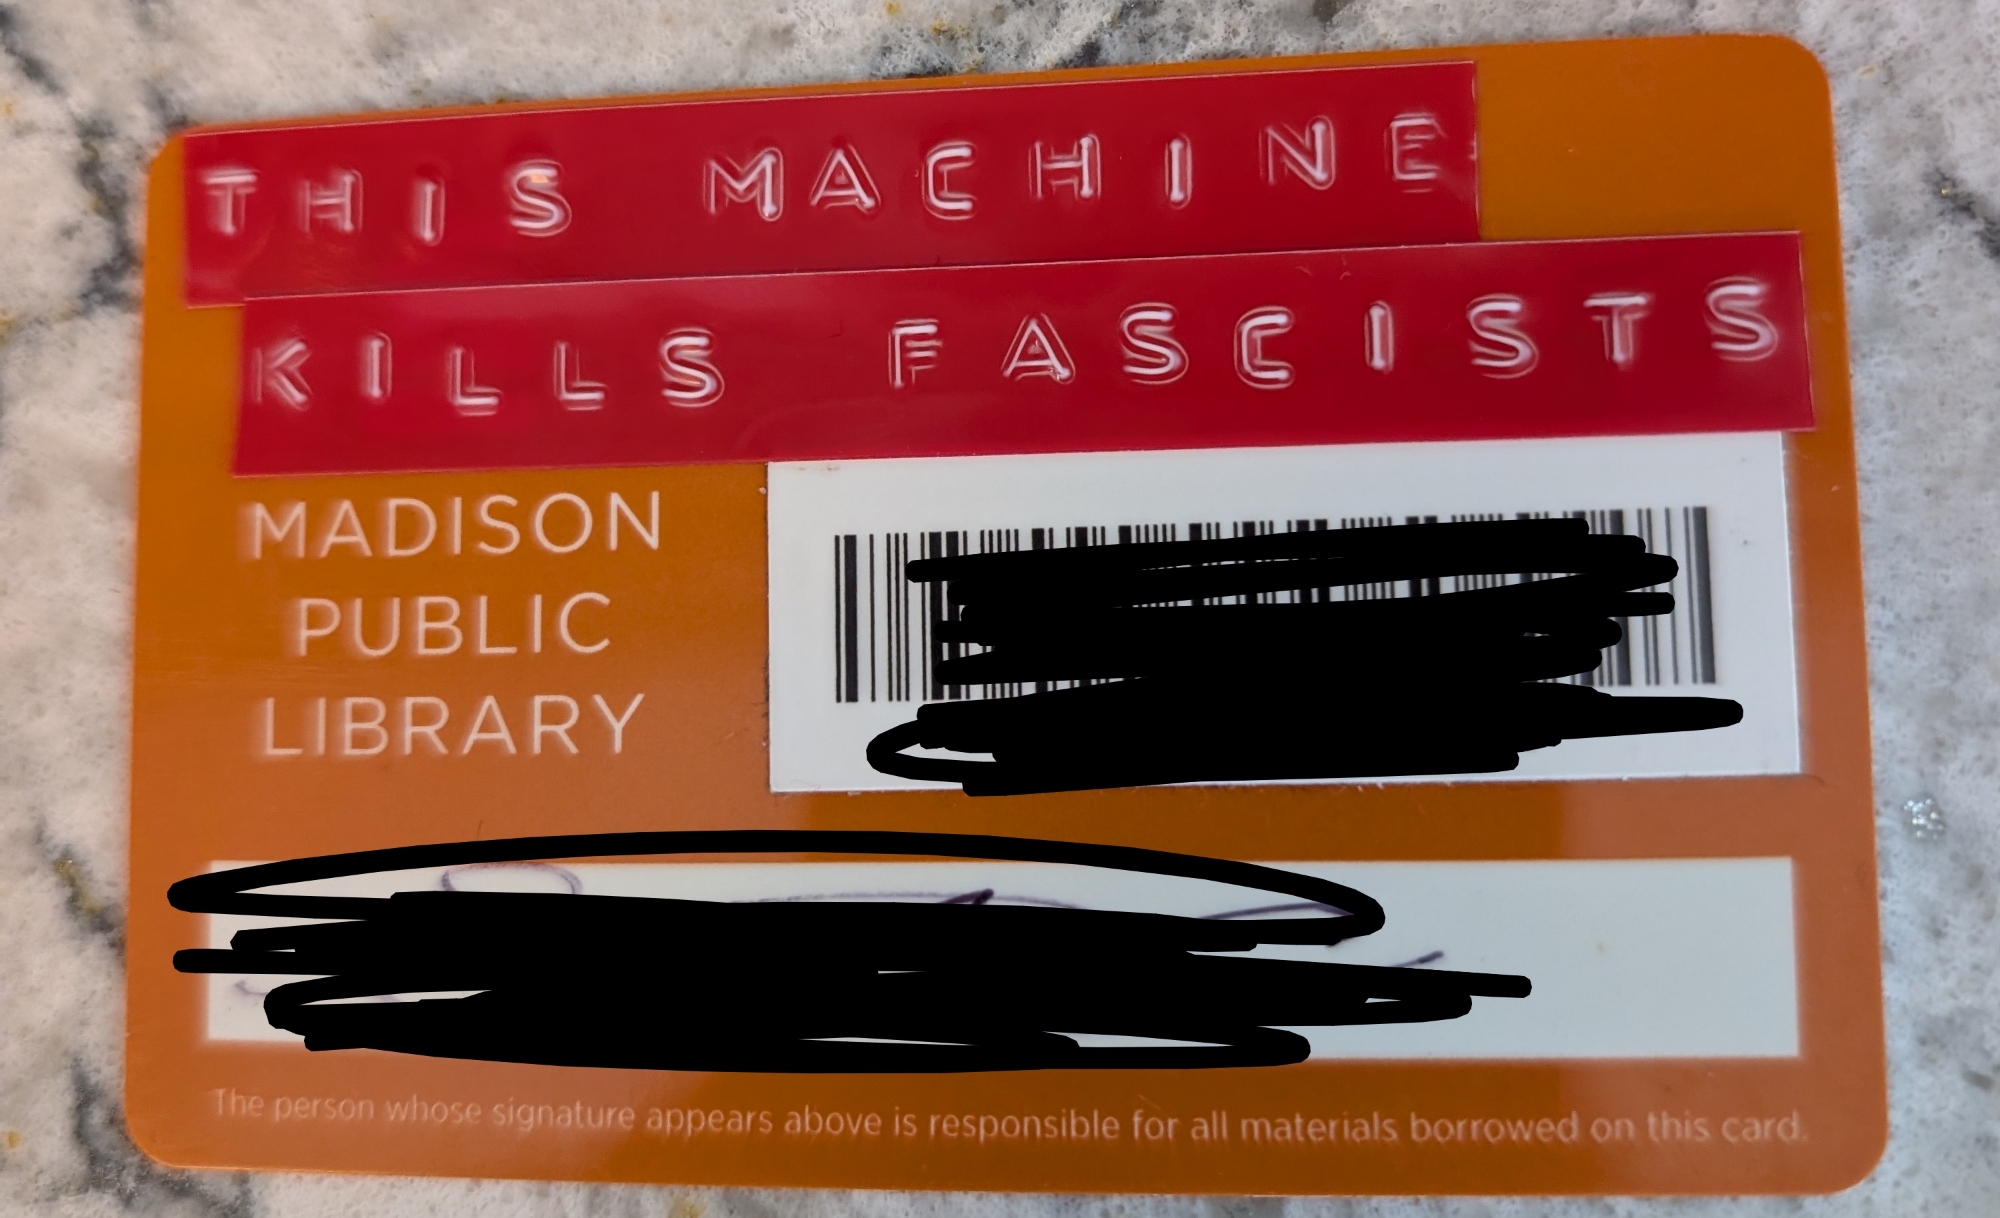 THIS MACHINE
KILLS FASCISTS
MADISON
PUBLIC
LIBRARY
The person whose signature appears above is responsible for all materials borrowed on this card.